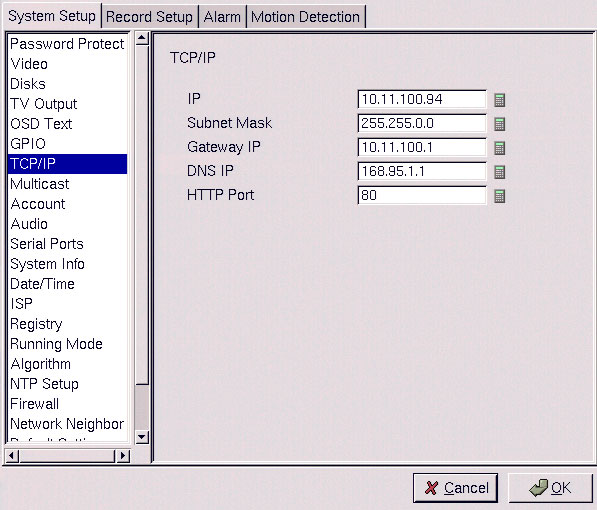 System Setup Record Setup Alarm Motion Detection
Password Protect
Video
Disks
TV Output
OSD Text
GPIO
TCP/IP
Multicast
Account
Audio
Serial Ports
System Info
Date/Time
ISP
Registry
Running Mode
Algorithm
NTP Setup
Firewall
Network Neighbor
TCP/IP
IP 10.11.100.94
Subnet Mask 255.255.0.0
Gateway IP 10.11.100.1
DNS IP 168.95.1.1
HTTP Port 80
Cancel OK